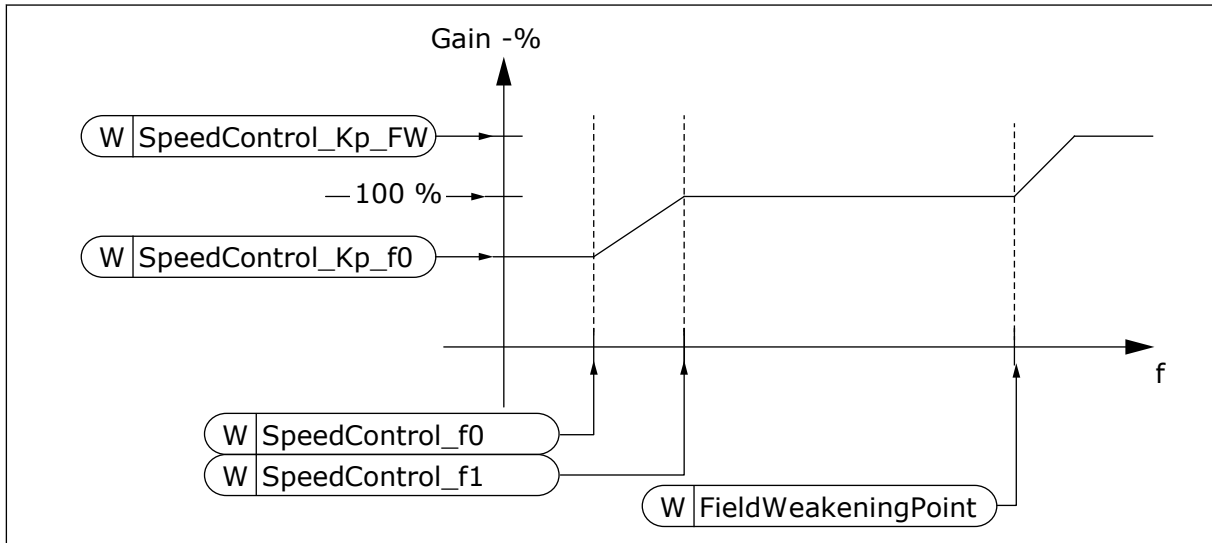 Gain -%
W SpeedControl_Kp_FW
100 %
W SpeedControl_Kp_f0
f
W SpeedControl_f0
W SpeedControl_f1
W FieldWeakeningPoint